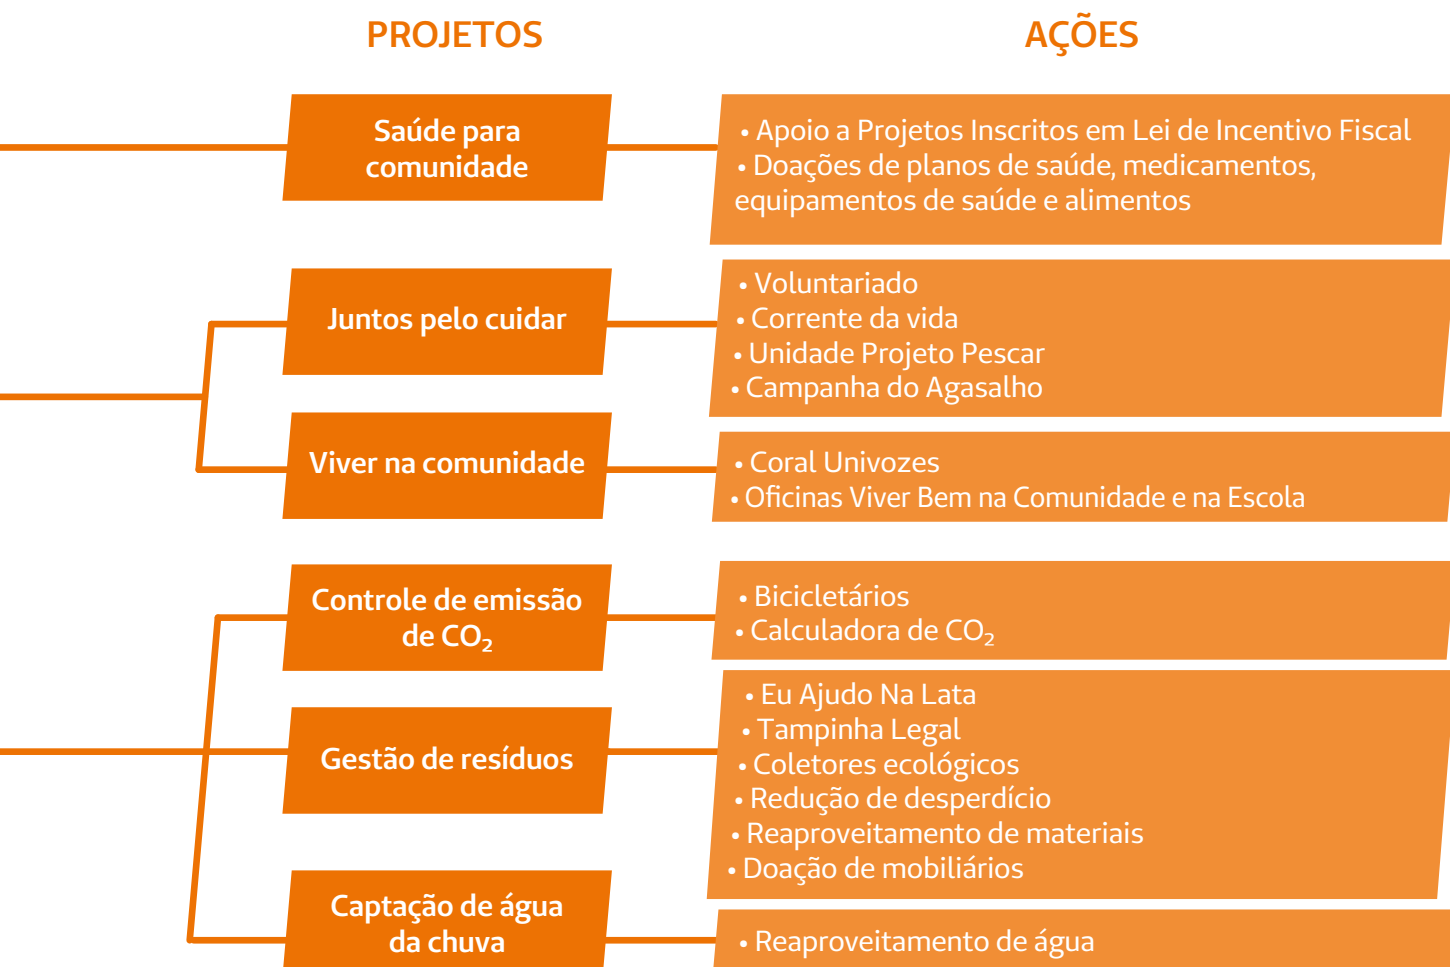 PROJETOS
AÇÕES
Saúde para
comunidade
• Apoio a Projetos Inscritos em Lei de Incentivo Fiscal
• Doações de planos de saúde, medicamentos,
equipamentos de saúde e alimentos
Juntos pelo cuidar
• Voluntariado
• Corrente da vida
• Unidade Projeto Pescar
• Campanha do Agasalho
Viver na comunidade
• Coral Univozes
• Oficinas Viver Bem na Comunidade e na Escola
Controle de emissão
de CO₂
• Bicicletários
• Calculadora de CO₂
Gestão de resíduos
• Eu Ajudo Na Lata
• Tampinha Legal
• Coletores ecológicos
• Redução de desperdício
• Reaproveitamento de materiais
• Doação de mobiliários
Captação de água
da chuva
• Reaproveitamento de água